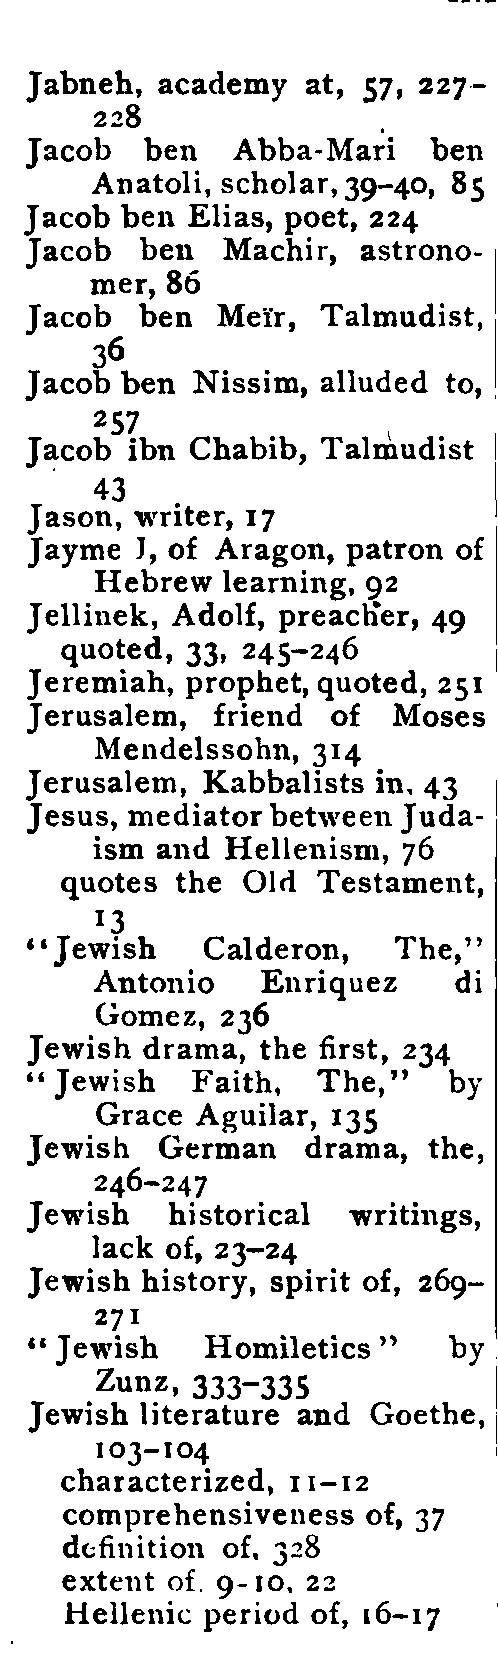 Jabneh, academy at, 57, 227-
228
Jacob ben Abba-Mari ben
Anatoli, scholar, 39–40, 85
Jacob ben Elias, poet, 224
Jacob ben Machir, astrono-
mer, 86
Jacob ben Meïr, Talmudist,
36
Jacob ben Nissim, alluded to,
257
Jacob ibn Chabib, Talmudist
43
Jason, writer, 17
Jayme I, of Aragon, patron of
Hebrew learning, 92
Jellinek, Adolf, preacher, 49
quoted, 33, 245–246
Jeremiah, prophet, quoted, 251
Jerusalem, friend of Moses
Mendelssohn, 314
Jerusalem, Kabbalists in, 43
Jesus, mediator between Juda-
ism and Hellenism, 76
quotes the Old Testament,
13
“Jewish Calderon, The,”
Antonio Enriquez di
Gomez, 236
Jewish drama, the first, 234
“Jewish Faith, The,” by
Grace Aguilar, 135
Jewish German drama, the,
246–247
Jewish historical writings,
lack of, 23–24
Jewish history, spirit of, 269–
271
“Jewish Homiletics” by
Zunz, 333–335
Jewish literature and Goethe,
103–104
characterized, 11–12
comprehensiveness of, 37
definition of, 328
extent of, 9-10, 22
Hellenic period of, 16–17